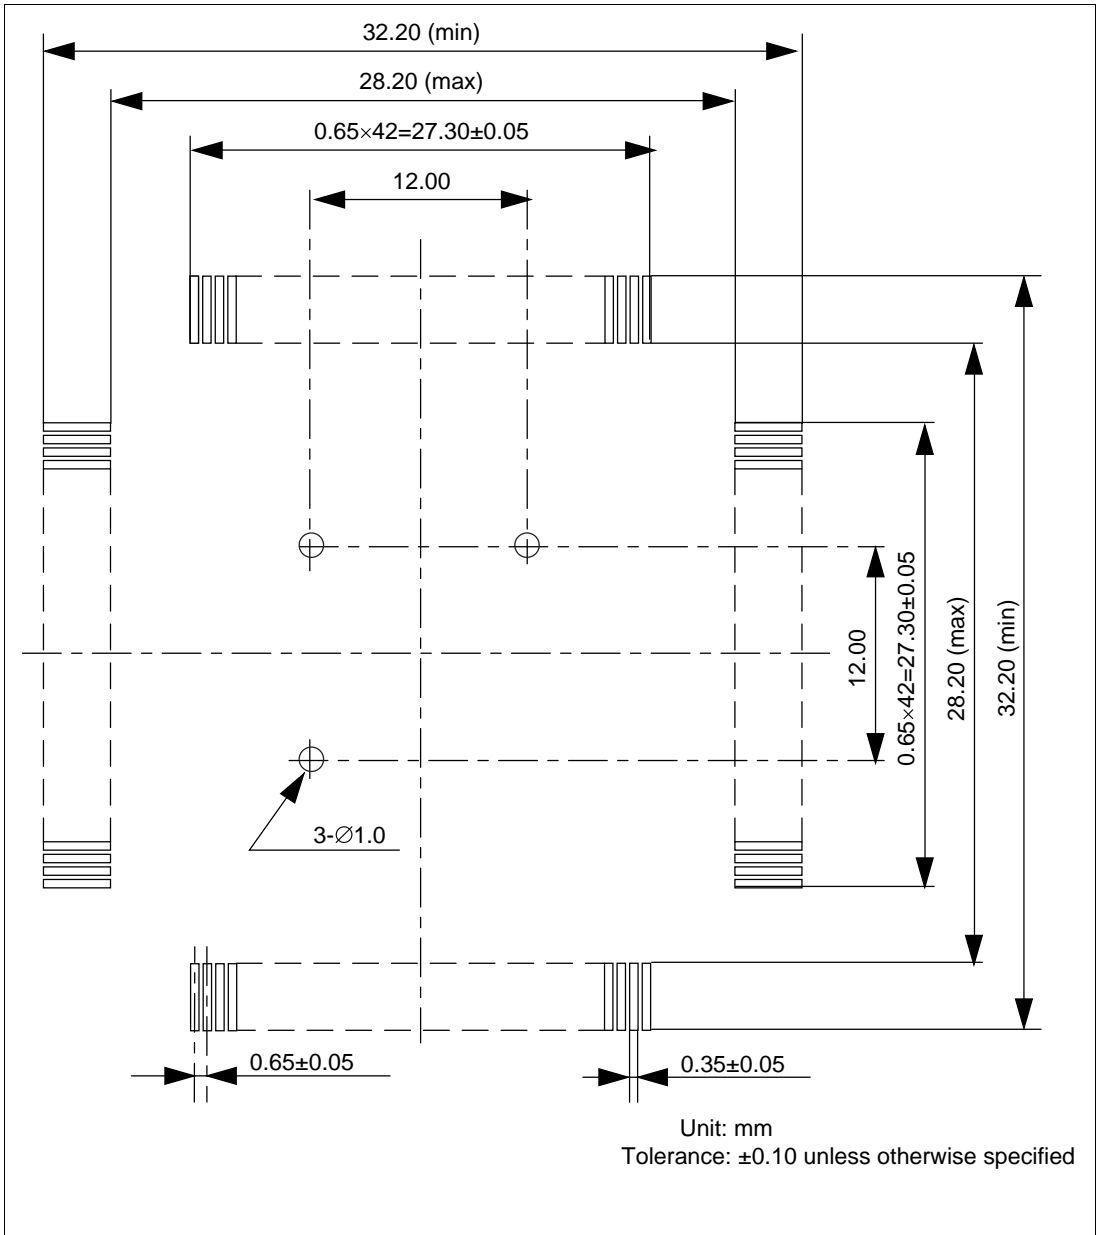 32.20 (min)
28.20 (max)
0.65×42=27.30±0.05
12.00
12.00
0.65×42=27.30±0.05
28.20 (max)
32.20 (min)
3-∅1.0
0.65±0.05
0.35±0.05
Unit: mm
Tolerance: ±0.10 unless otherwise specified